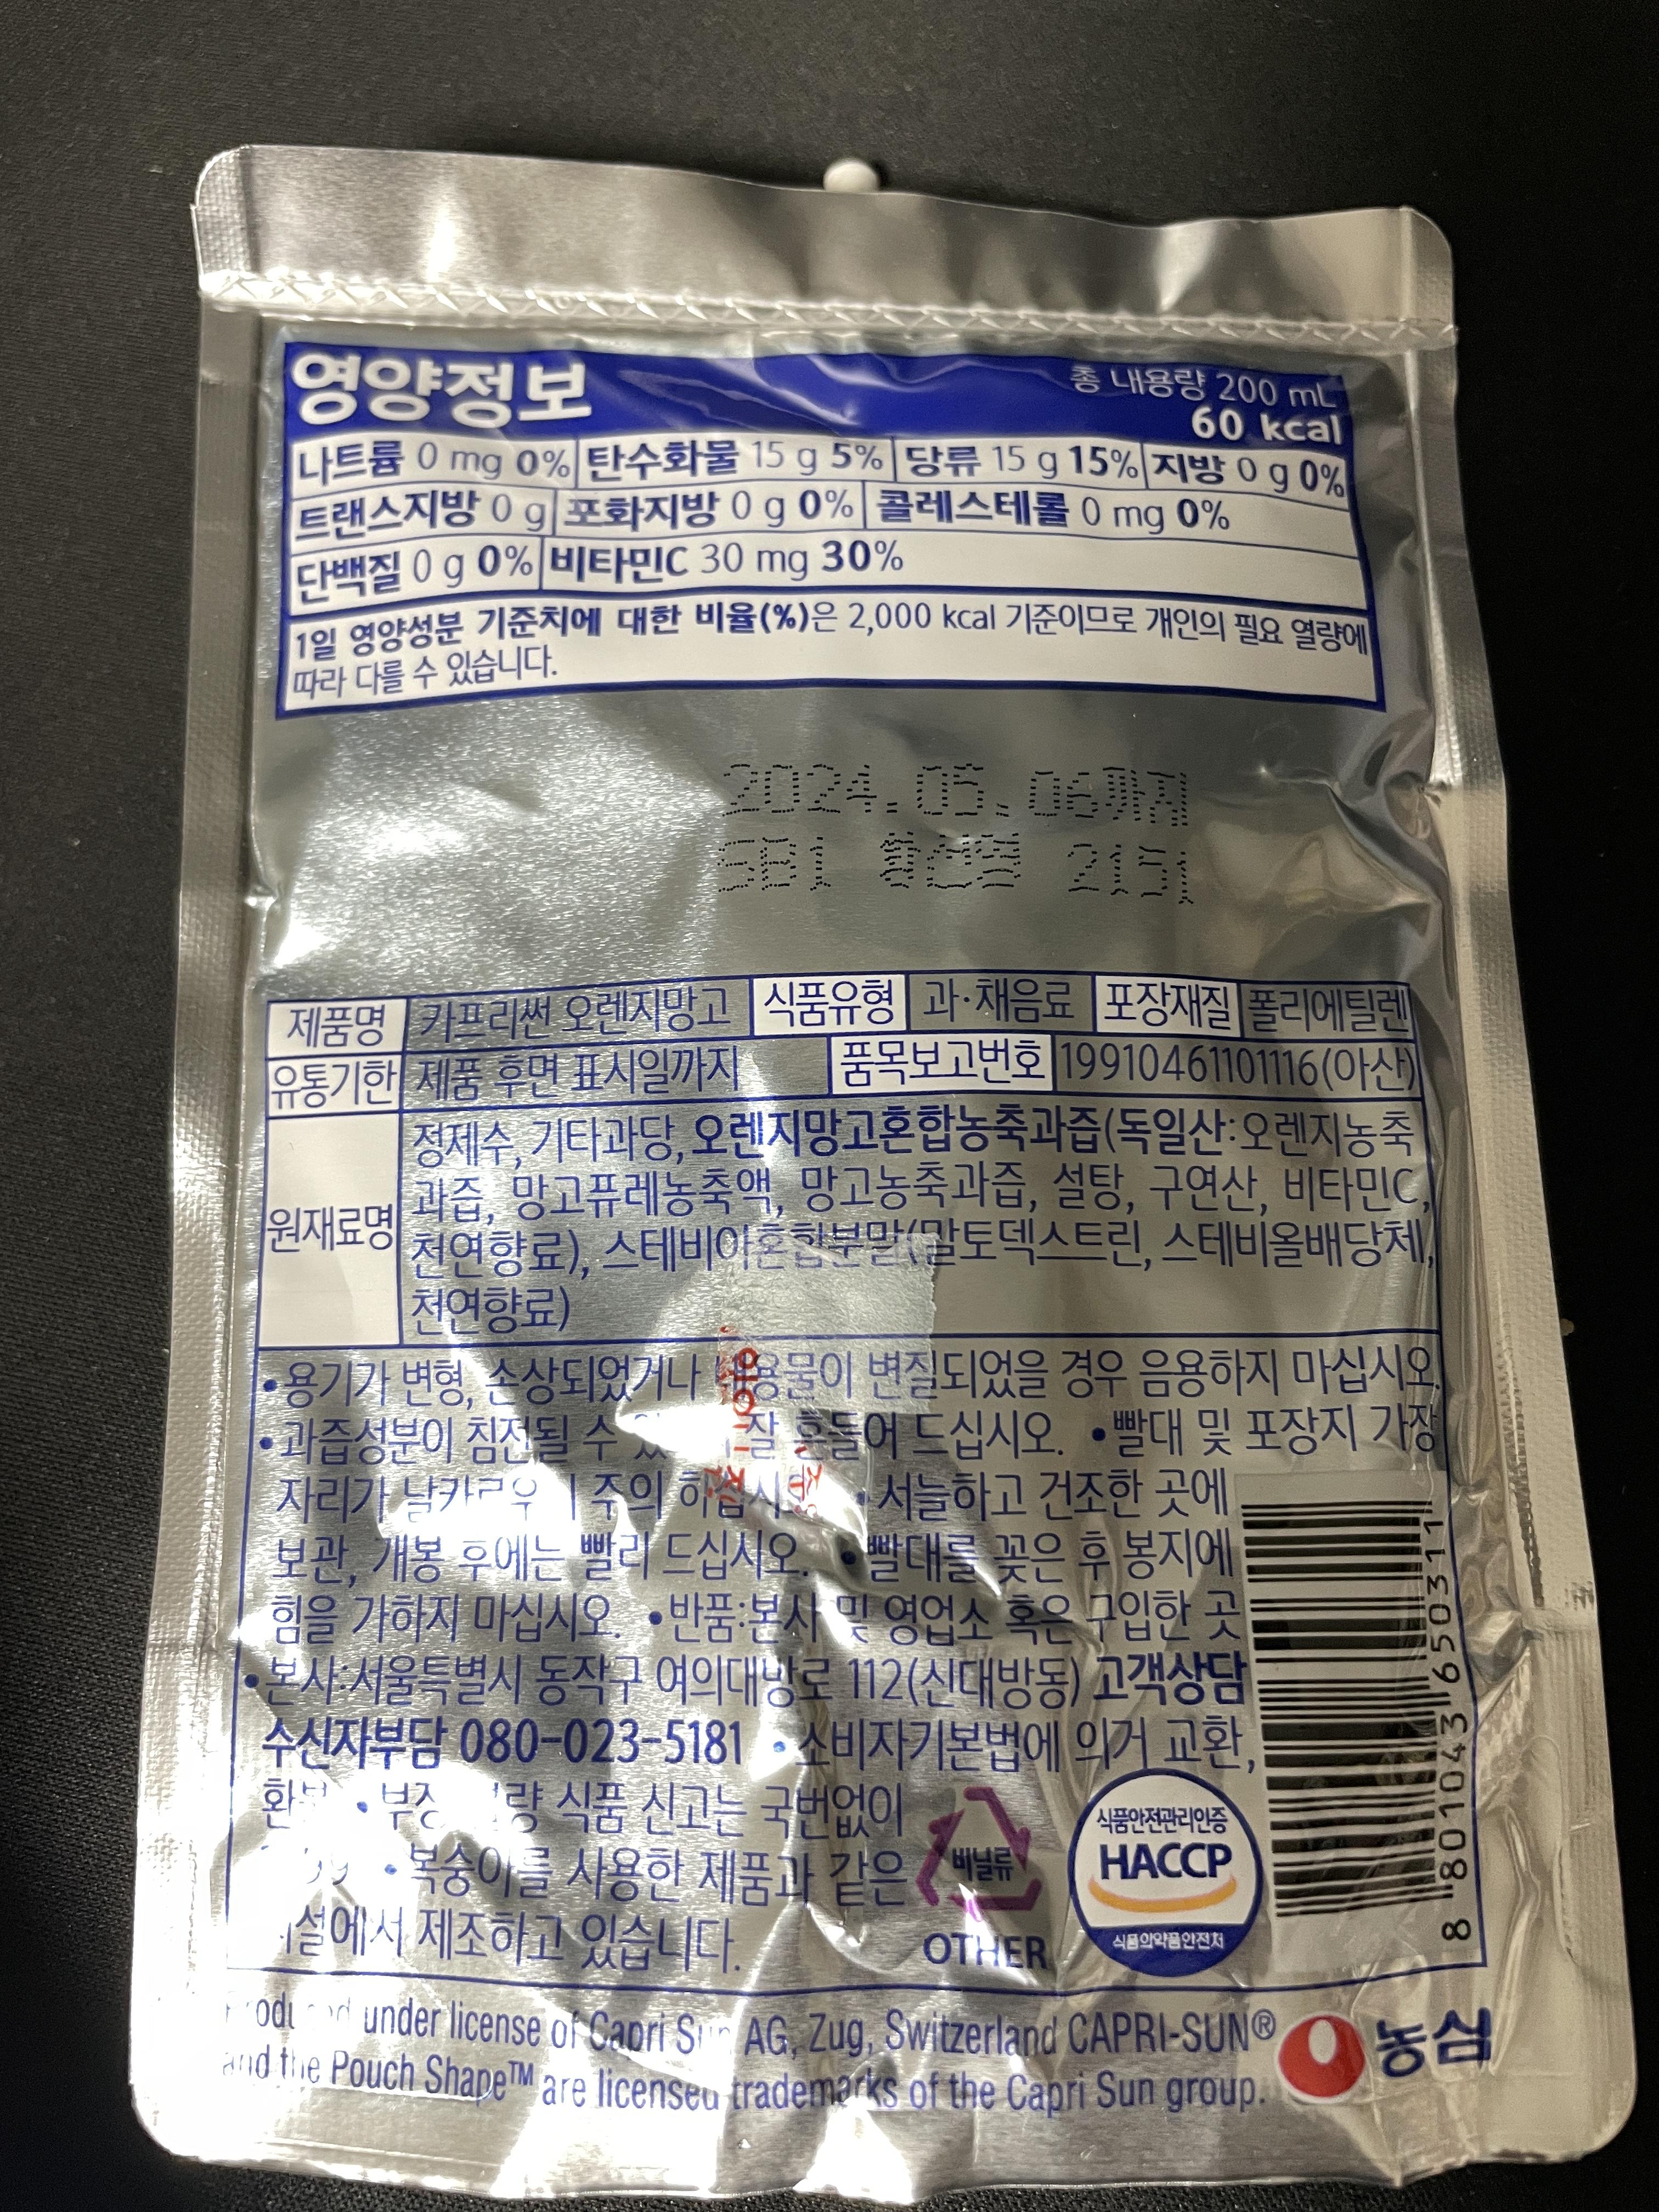 영양정보
총 내용량 200 mL
60 kcal
나트륨 0 mg 0% 탄수화물 15 g 5% 당류 15 g 15% 지방 0 g 0%
트랜스지방 0 g 포화지방 0 g 0% 콜레스테롤 0 mg 0%
단백질 0 g 0% 비타민C 30 mg 30%
1일 영양성분 기준치에 대한 비율(%)은 2,000 kcal 기준이므로 개인의 필요 열량에
따라 다를 수 있습니다.
2024.05.06까지
SB1
제품명 카프리썬 오렌지망고 식품유형 과·채음료 포장재질 폴리에틸렌
유통기한 제품 후면 표시일까지 품목보고번호 19910461101116(아산)
원재료명
정제수, 기타과당, 오렌지망고혼합농축과즙(독일산:오렌지농축
과즙, 망고퓨레농축액, 망고농축과즙, 설탕, 구연산, 비타민C,
천연향료), 스테비아혼합분말(말토덱스트린, 스테비올배당체,
천연향료)
•용기가 변형, 손상되었거나 내용물이 변질되었을 경우 음용하지 마십시오.
•과즙성분이 침전될 수 잘 흔들어 드십시오. •빨대 및 포장지 가장
자리가 주의 하십시오. •서늘하고 건조한 곳에
보관, 개봉 후에는 빨리 드십시오. •빨대를 꽂은 후 봉지에
힘을 가하지 마십시오. •반품:본사 및 영업소 혹은 구입한 곳
•본사:서울특별시 동작구 여의대방로 112(신대방동) 고객상담
수신자부담 080-023-5181 •소비자기본법에 의거 교환,
• 식품 신고는 국번없이
•복숭아를 사용한 제품과 같은
제조하고 있습니다.
비닐류
OTHER
식품안전관리인증
HACCP
식품의약품안전처
8 801043 650311
under license of Capri Sun AG, Zug, Switzerland CAPRI-SUN®
and the Pouch Shape™ are licensed trademarks of the Capri Sun group.
농심